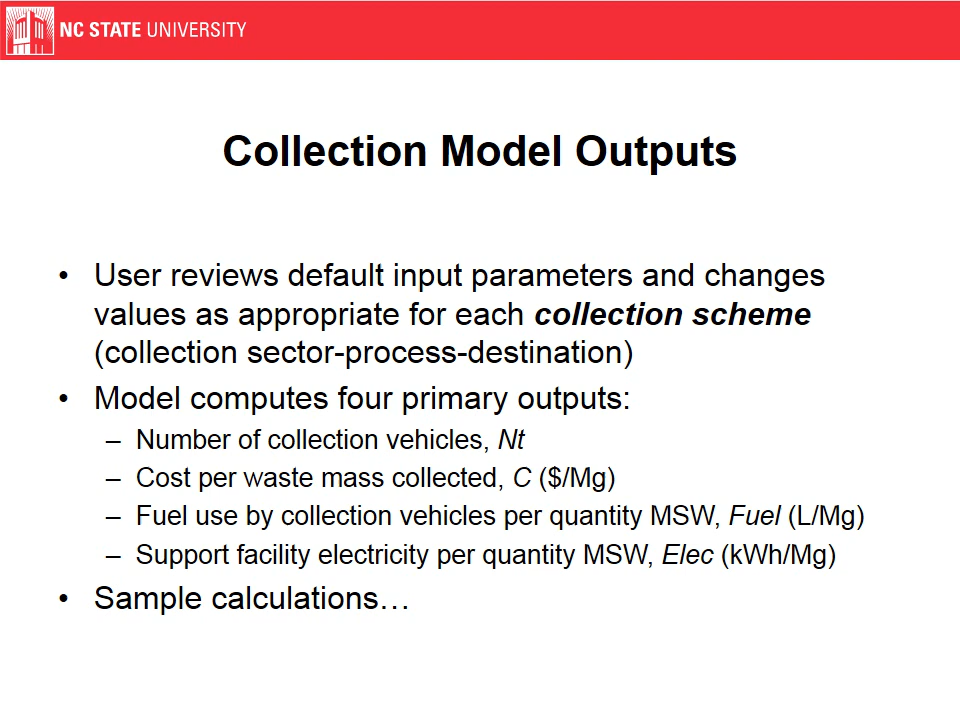 NC STATE UNIVERSITY
Collection Model Outputs
• User reviews default input parameters and changes
values as appropriate for each collection scheme
(collection sector-process-destination)
• Model computes four primary outputs:
– Number of collection vehicles, Nt
– Cost per waste mass collected, C ($/Mg)
– Fuel use by collection vehicles per quantity MSW, Fuel (L/Mg)
– Support facility electricity per quantity MSW, Elec (kWh/Mg)
• Sample calculations…